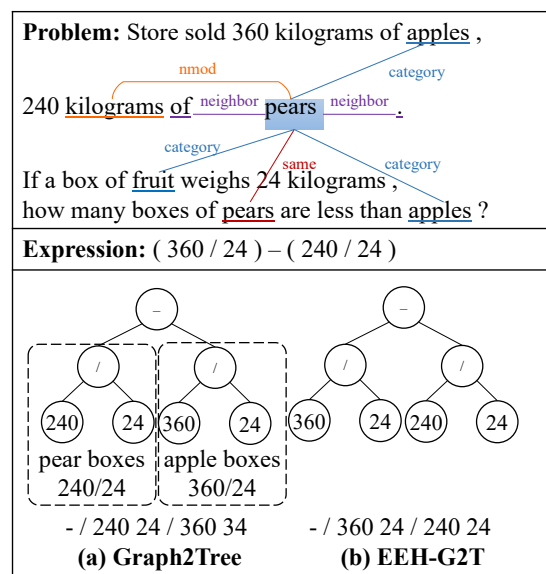 Problem: Store sold 360 kilograms of apples ,
nmod
category
240 kilograms of neighbor pears neighbor .
category same category
If a box of fruit weighs 24 kilograms ,
how many boxes of pears are less than apples ?
Expression: ( 360 / 24 ) – ( 240 / 24 )
– –
/ / / /
240 24 360 24 360 24 240 24
pear boxes apple boxes
240/24 360/24
- / 240 24 / 360 34 - / 360 24 / 240 24
(a) Graph2Tree (b) EEH-G2T